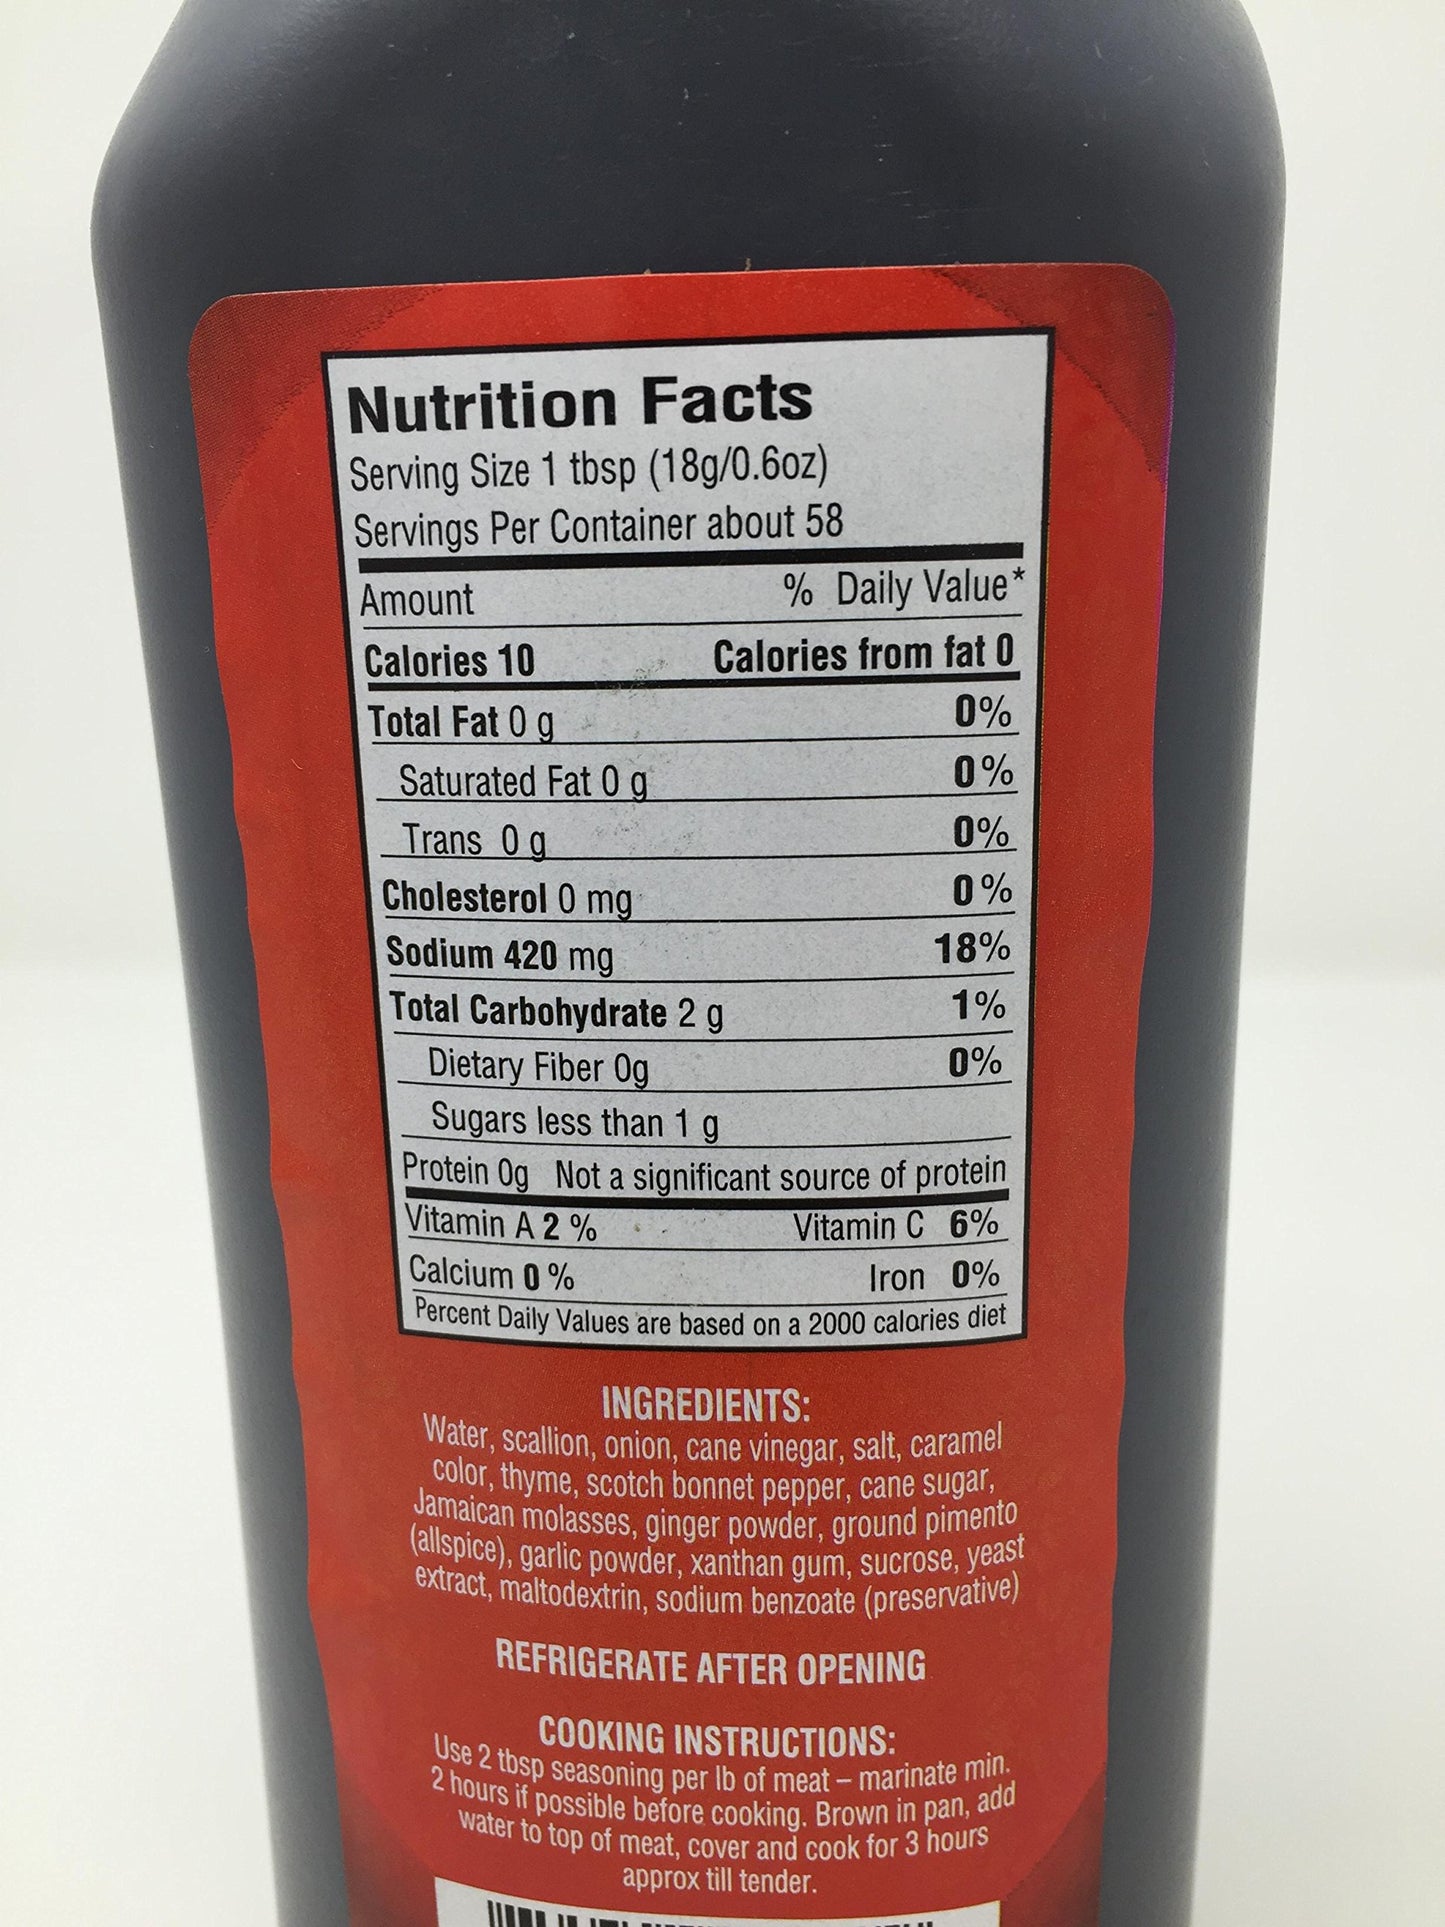 Nutrition Facts
Serving Size 1 tbsp (18g/0.6oz)
Servings Per Container about 58
Amount % Daily Value*
Calories 10 Calories from fat 0
Total Fat 0 g 0%
Saturated Fat 0 g 0%
Trans 0 g 0%
Cholesterol 0 mg 0%
Sodium 420 mg 18%
Total Carbohydrate 2 g 1%
Dietary Fiber 0g 0%
Sugars less than 1 g
Protein 0g Not a significant source of protein
Vitamin A 2 % Vitamin C 6%
Calcium 0 % Iron 0%
Percent Daily Values are based on a 2000 calories diet
INGREDIENTS:
Water, scallion, onion, cane vinegar, salt, caramel
color, thyme, scotch bonnet pepper, cane sugar,
Jamaican molasses, ginger powder, ground pimento
(allspice), garlic powder, xanthan gum, sucrose, yeast
extract, maltodextrin, sodium benzoate (preservative)
REFRIGERATE AFTER OPENING
COOKING INSTRUCTIONS:
Use 2 tbsp seasoning per lb of meat – marinate min.
2 hours if possible before cooking. Brown in pan, add
water to top of meat, cover and cook for 3 hours
approx till tender.